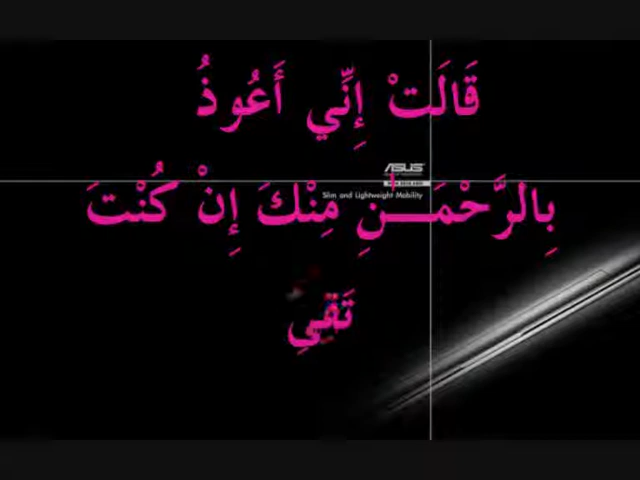 قَالَتْ إِنِّي أَعُوذُ
ASUS
Slim and Lightweight Mobility
بِالرَّحْمَـٰنِ مِنْكَ إِنْ كُنْتَ
تَقِي